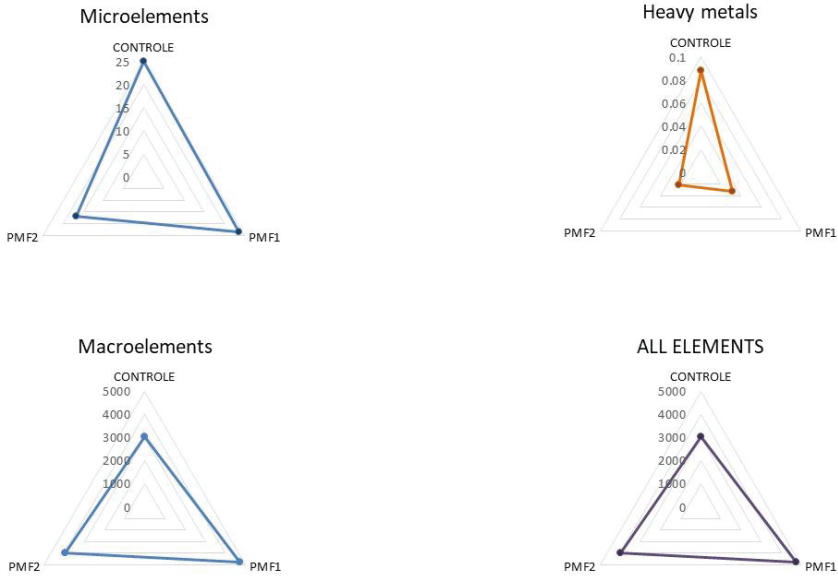 Microelements
CONTROLE
25
20
15
10
5
0
PMF2
PMF1
Heavy metals
CONTROLE
0.1
0.08
0.06
0.04
0.02
0
PMF2
PMF1
Macroelements
CONTROLE
5000
4000
3000
2000
1000
0
PMF2
PMF1
ALL ELEMENTS
CONTROLE
5000
4000
3000
2000
1000
0
PMF2
PMF1